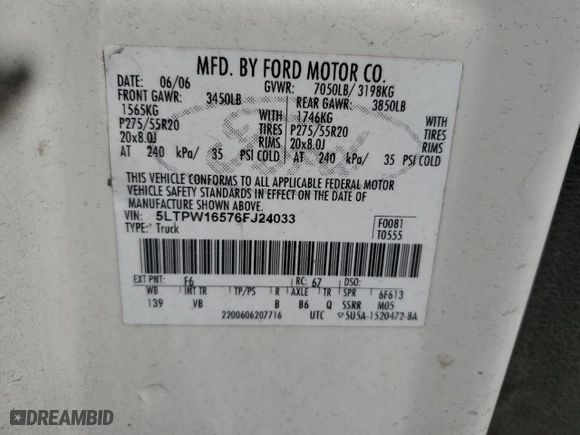 MFD. BY FORD MOTOR CO.
DATE: 06/06 GVWR: 7050LB/ 3198KG
FRONT GAWR: 3450LB REAR GAWR: 3850LB
1565KG WITH 1746KG WITH
P275/55R20 TIRES P275/55R20 TIRES
20x8.0J RIMS 20x8.0J RIMS
AT 240 kPa/ 35 PSI COLD AT 240 kPa/ 35 PSI COLD
THIS VEHICLE CONFORMS TO ALL APPLICABLE FEDERAL MOTOR
VEHICLE SAFETY STANDARDS IN EFFECT ON THE DATE OF
MANUFACTURE SHOWN ABOVE.
VIN: 5LTPW16576FJ24033 F0081
TYPE: Truck T0555
EXT PNT: F6 RC: 67 DSO:
WB INT TR TP/PS R AXLE TR SPR 6F613
139 VB B B6 Q SSRR M05
2200606207716 UTC ▽5U5A-1520472-BA
DREAMBID